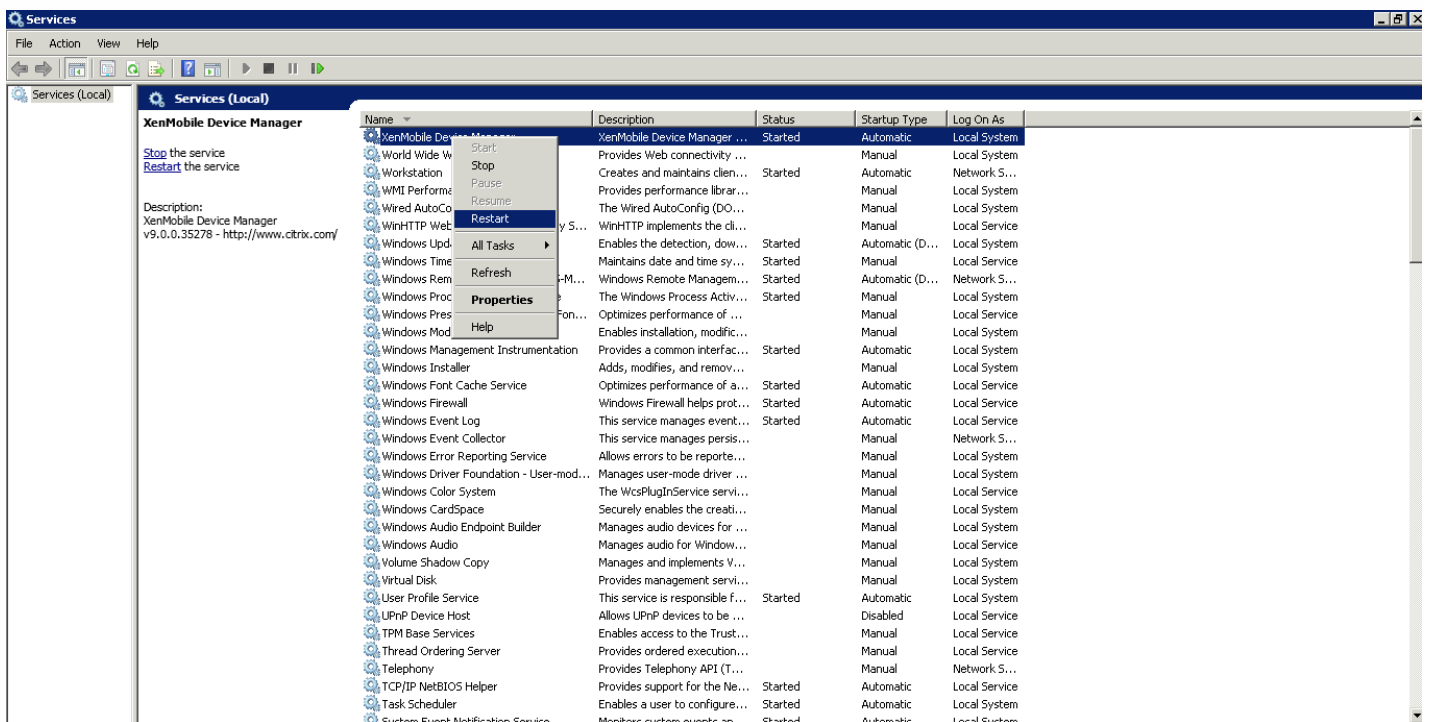 Services
File Action View Help
Services (Local)
Services (Local)
XenMobile Device Manager
Stop the service
Restart the service
Description:
XenMobile Device Manager
v9.0.0.35278 - http://www.citrix.com/
Name Description Status Startup Type Log On As
XenMobile Device Manager XenMobile Device Manager ... Started Automatic Local System
World Wide W Provides Web connectivity ... Manual Local System
Workstation Creates and maintains clien... Started Automatic Network S...
WMI Performa Provides performance librar... Manual Local System
Wired AutoCo The Wired AutoConfig (DO... Manual Local System
WinHTTP Web y S... WinHTTP implements the cli... Manual Local Service
Windows Upd Enables the detection, dow... Started Automatic (D... Local System
Windows Time Maintains date and time sy... Started Manual Local Service
Windows Rem S-M... Windows Remote Managem... Started Automatic (D... Network S...
Windows Proc The Windows Process Activ... Started Manual Local System
Windows Pres Fon... Optimizes performance of ... Manual Local Service
Windows Mod Enables installation, modific... Manual Local System
Start
Stop
Pause
Resume
Restart
All Tasks
Refresh
Properties
Help
Windows Management Instrumentation Provides a common interfac... Started Automatic Local System
Windows Installer Adds, modifies, and remov... Manual Local System
Windows Font Cache Service Optimizes performance of a... Started Automatic Local Service
Windows Firewall Windows Firewall helps prot... Started Automatic Local Service
Windows Event Log This service manages event... Started Automatic Local Service
Windows Event Collector This service manages persis... Manual Network S...
Windows Error Reporting Service Allows errors to be reporte... Manual Local System
Windows Driver Foundation - User-mod... Manages user-mode driver ... Manual Local System
Windows Color System The WcsPlugInService servi... Manual Local Service
Windows CardSpace Securely enables the creati... Manual Local System
Windows Audio Endpoint Builder Manages audio devices for ... Manual Local System
Windows Audio Manages audio for Window... Manual Local Service
Volume Shadow Copy Manages and implements V... Manual Local System
Virtual Disk Provides management servi... Manual Local System
User Profile Service This service is responsible f... Started Automatic Local System
UPnP Device Host Allows UPnP devices to be ... Disabled Local Service
TPM Base Services Enables access to the Trust... Manual Local Service
Thread Ordering Server Provides ordered execution... Manual Local Service
Telephony Provides Telephony API (T... Manual Network S...
TCP/IP NetBIOS Helper Provides support for the Ne... Started Automatic Local Service
Task Scheduler Enables a user to configure... Started Automatic Local System
System Event Notification Service Monitors system events an... Started Automatic Local System